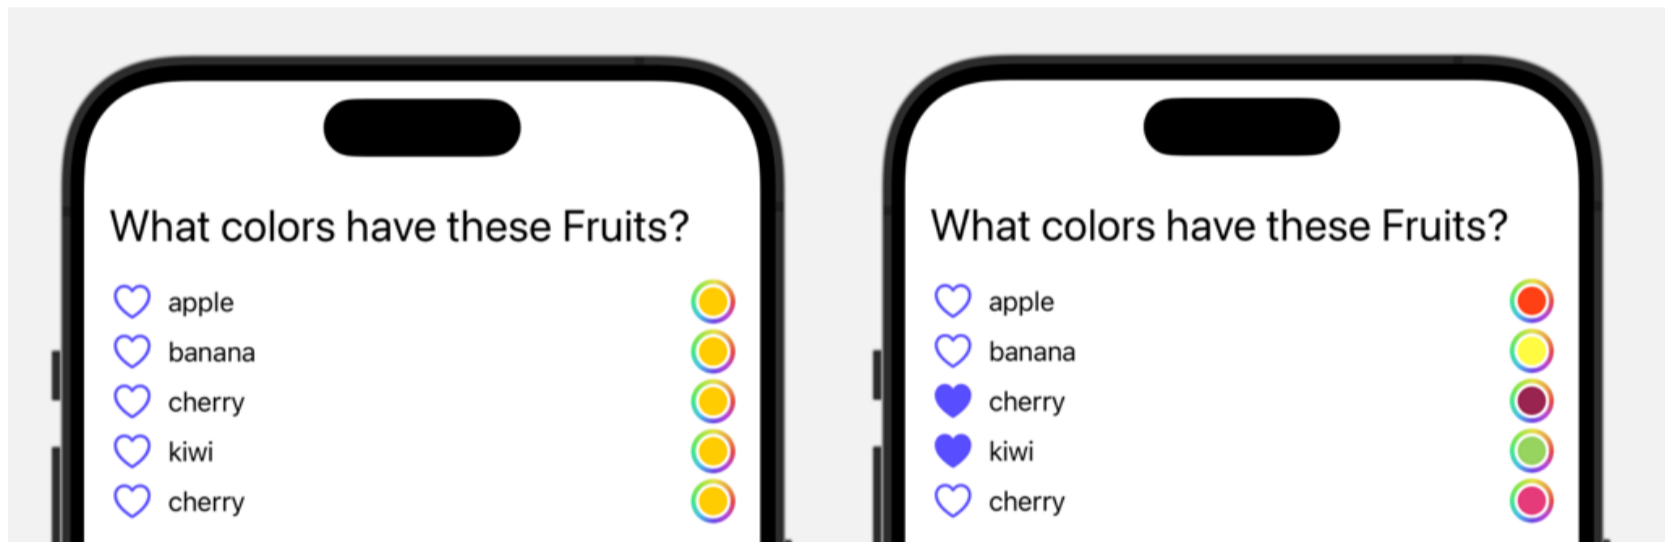 What colors have these Fruits?
apple
banana
cherry
kiwi
cherry
What colors have these Fruits?
apple
banana
cherry
kiwi
cherry